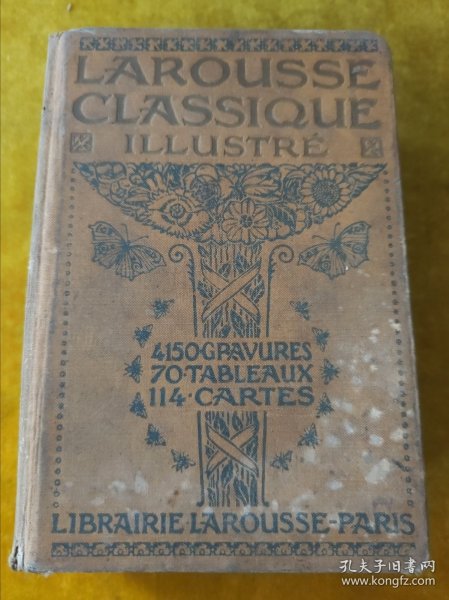 LAROUSSE
CLASSIQUE
ILLUSTRÉ
4150·GRAVURES
70·TABLEAUX
114·CARTES
LIBRAIRIE LAROUSSE-PARIS
孔夫子旧书网
www.kongfz.com